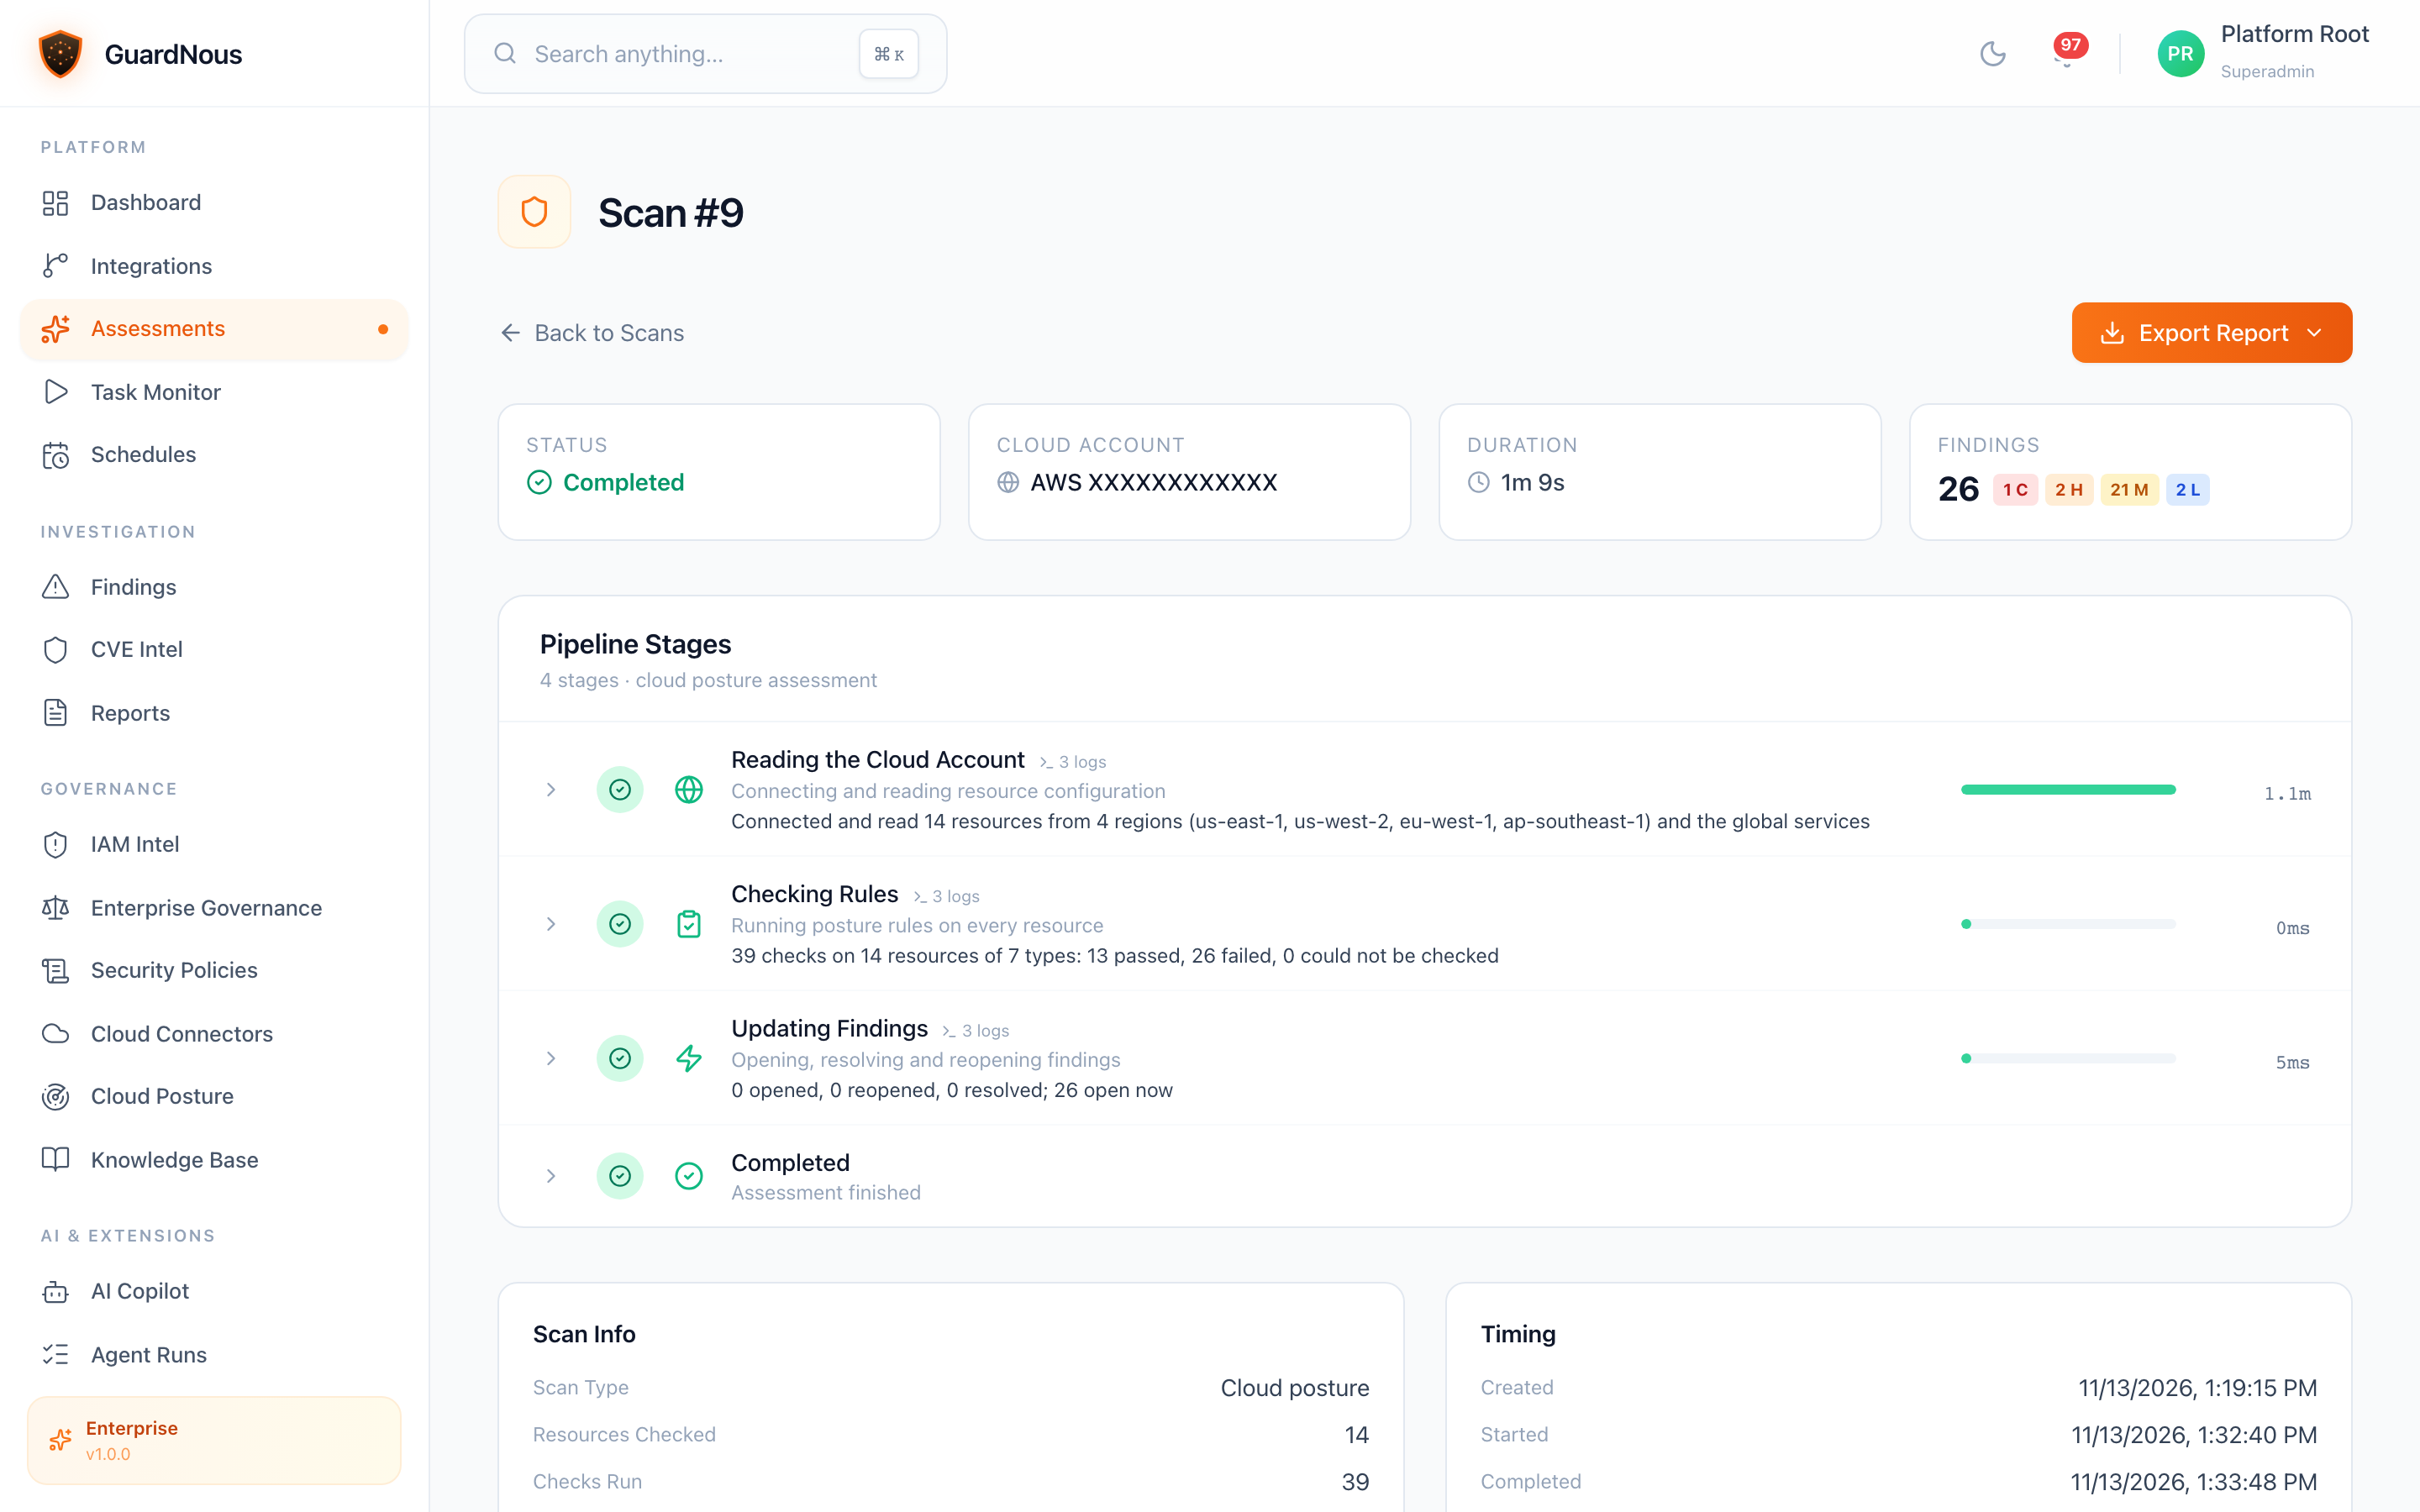 GuardNous
Search anything...
⌘ K
97
PR
Platform Root
Superadmin
PLATFORM
Dashboard
Integrations
Assessments
Task Monitor
Schedules
INVESTIGATION
Findings
CVE Intel
Reports
GOVERNANCE
IAM Intel
Enterprise Governance
Security Policies
Cloud Connectors
Cloud Posture
Knowledge Base
AI & EXTENSIONS
AI Copilot
Agent Runs
Enterprise
v1.0.0
Scan #9
Back to Scans
Export Report
STATUS
Completed
CLOUD ACCOUNT
AWS XXXXXXXXXXXX
DURATION
1m 9s
FINDINGS
26 1 C 2 H 21 M 2 L
Pipeline Stages
4 stages · cloud posture assessment
Reading the Cloud Account 3 logs
Connecting and reading resource configuration
Connected and read 14 resources from 4 regions (us-east-1, us-west-2, eu-west-1, ap-southeast-1) and the global services
1.1m
Checking Rules 3 logs
Running posture rules on every resource
39 checks on 14 resources of 7 types: 13 passed, 26 failed, 0 could not be checked
0ms
Updating Findings 3 logs
Opening, resolving and reopening findings
0 opened, 0 reopened, 0 resolved; 26 open now
5ms
Completed
Assessment finished
Scan Info
Scan Type Cloud posture
Resources Checked 14
Checks Run 39
Timing
Created 11/13/2026, 1:19:15 PM
Started 11/13/2026, 1:32:40 PM
Completed 11/13/2026, 1:33:48 PM